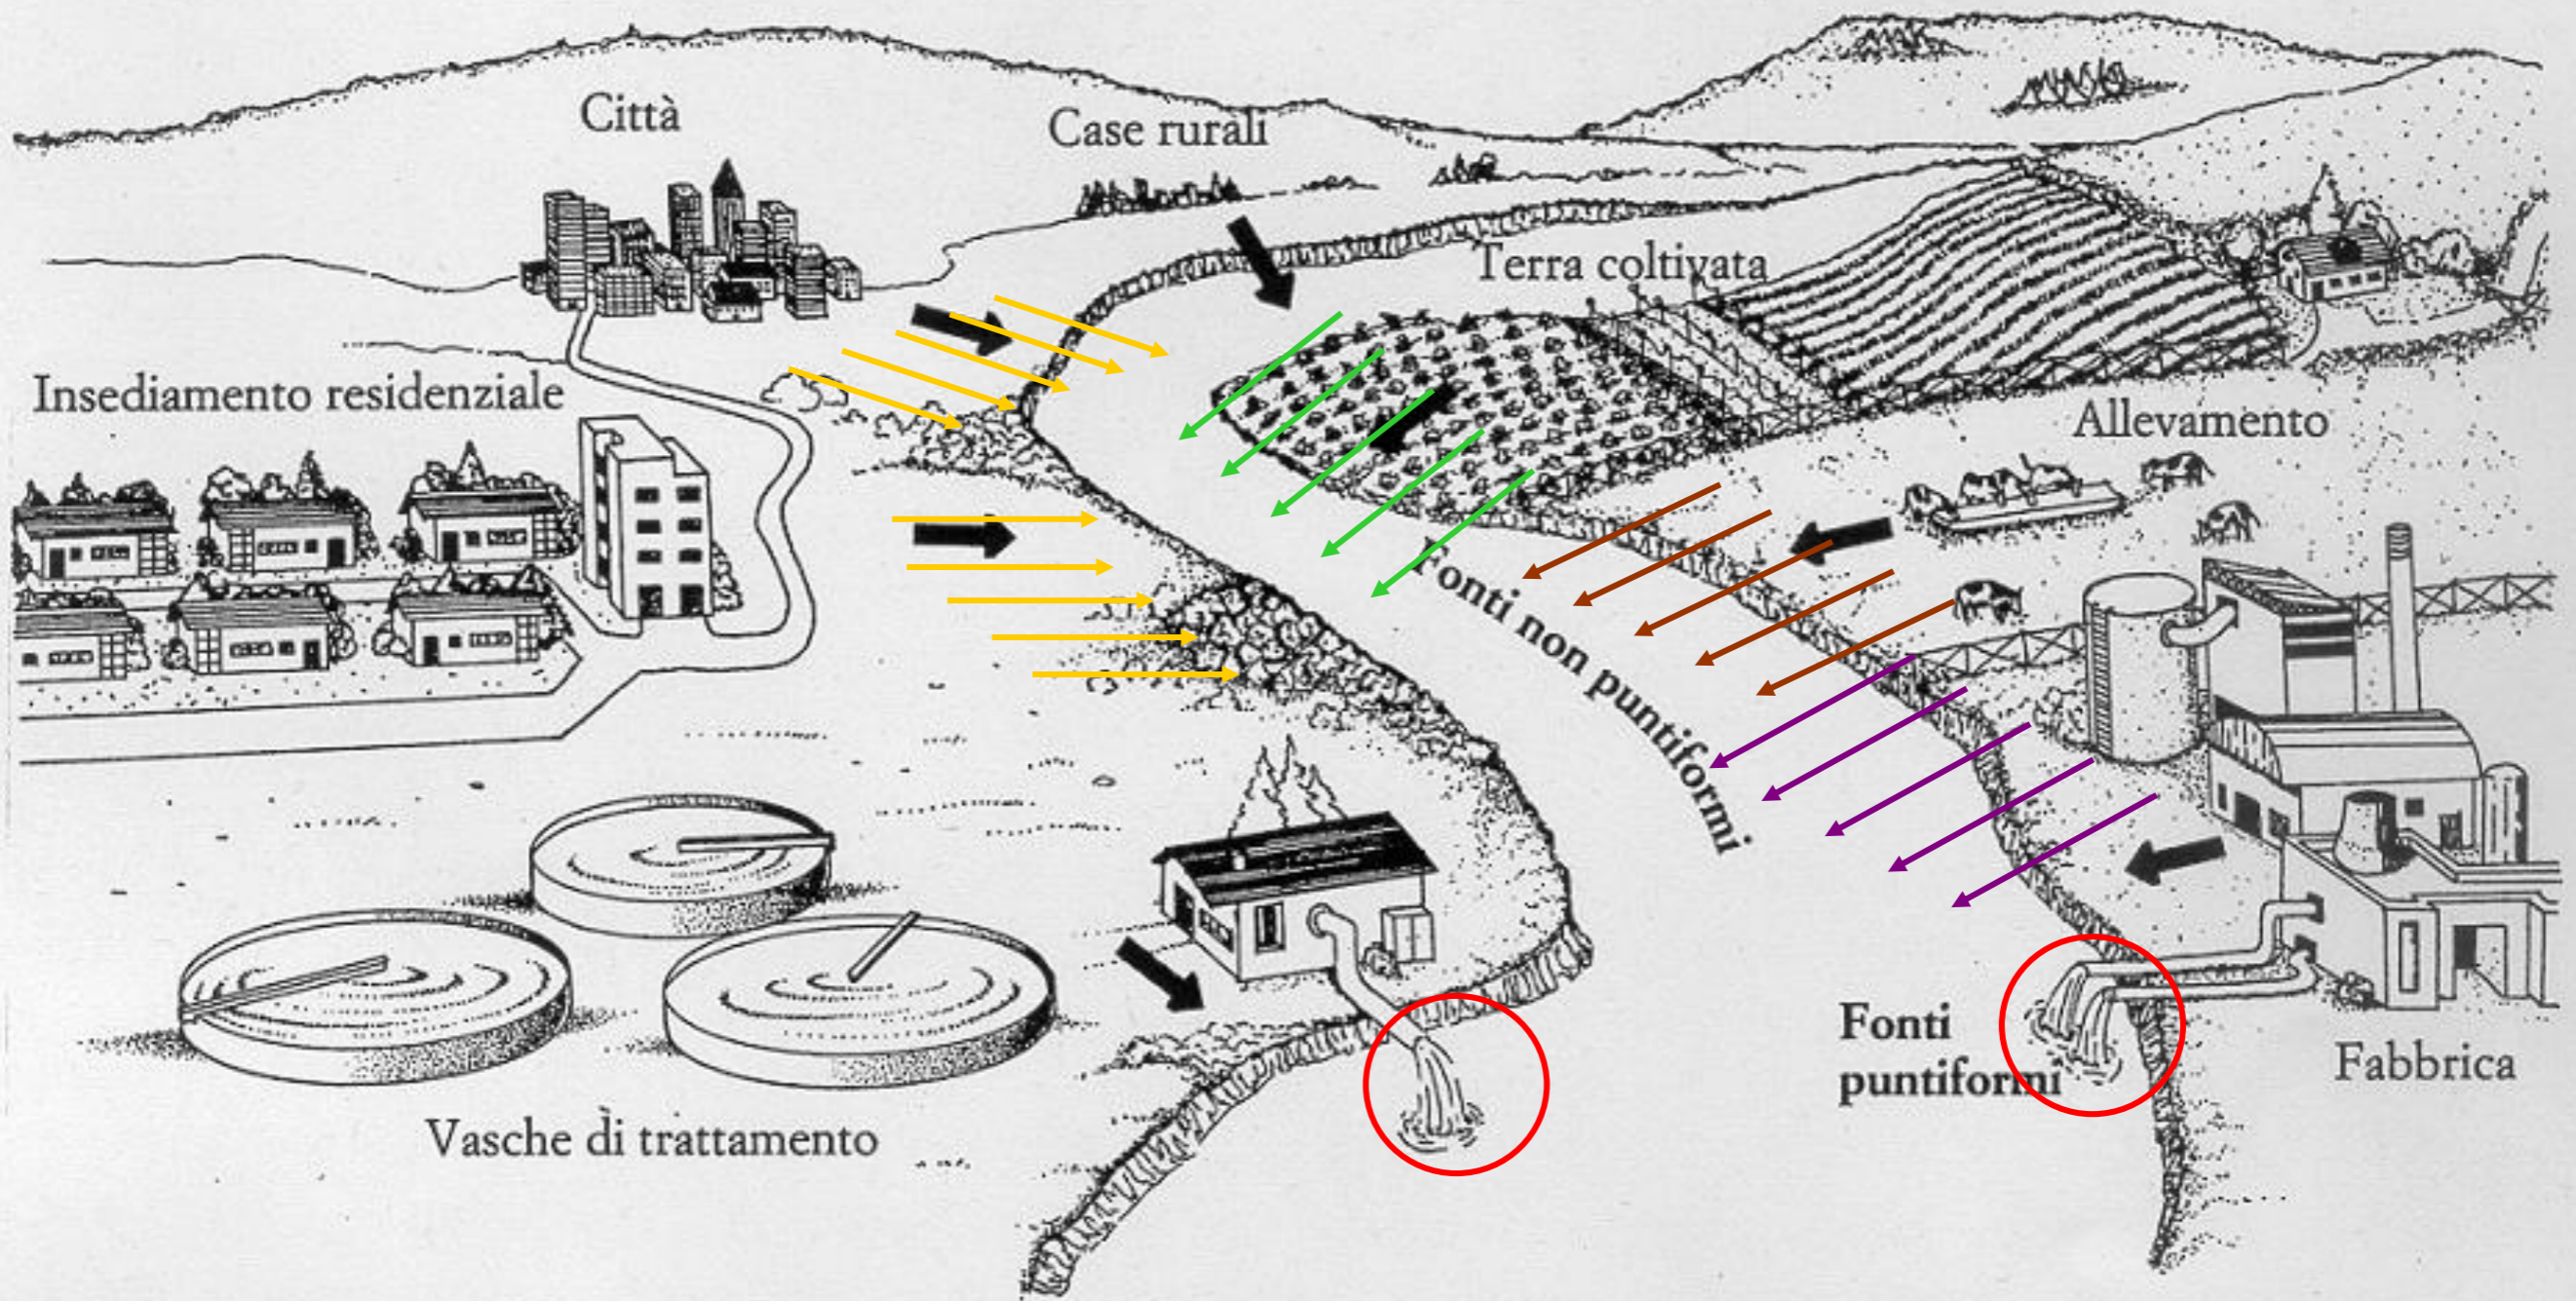 Città
Case rurali
Terra coltivata
Insediamento residenziale
Allevamento
Fonti non puntiformi
Fonti
puntiformi
Fabbrica
Vasche di trattamento